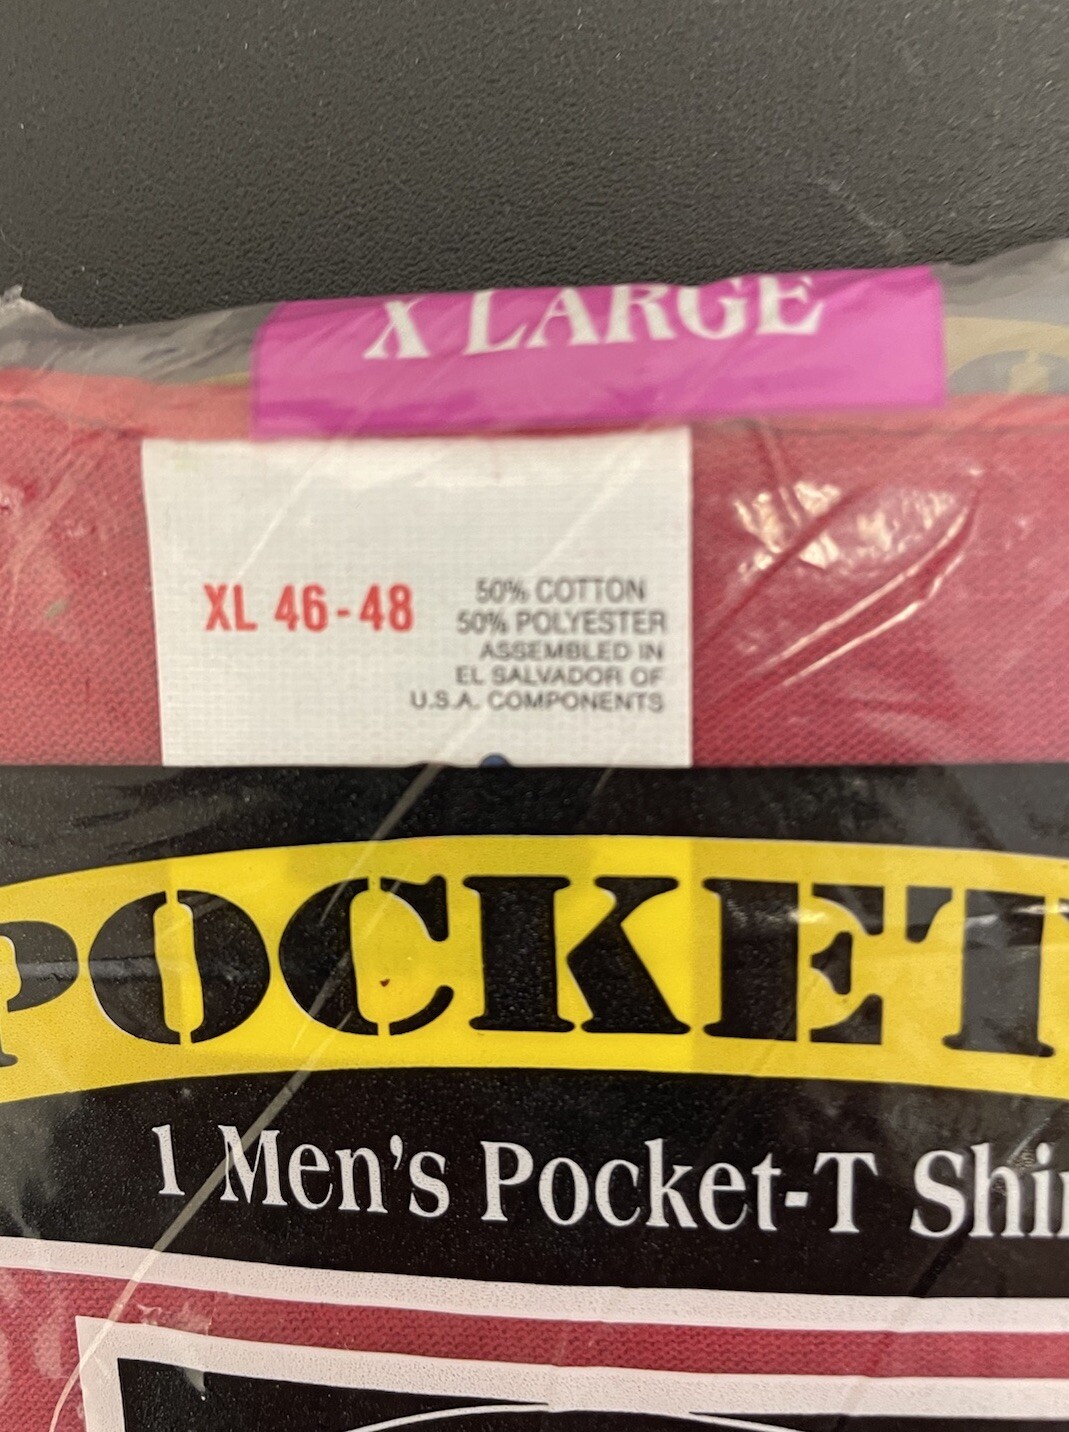 X LARGE
XL 46-48
50% COTTON
50% POLYESTER
ASSEMBLED IN
EL SALVADOR OF
U.S.A. COMPONENTS
POCKET
1 Men's Pocket-T Shi